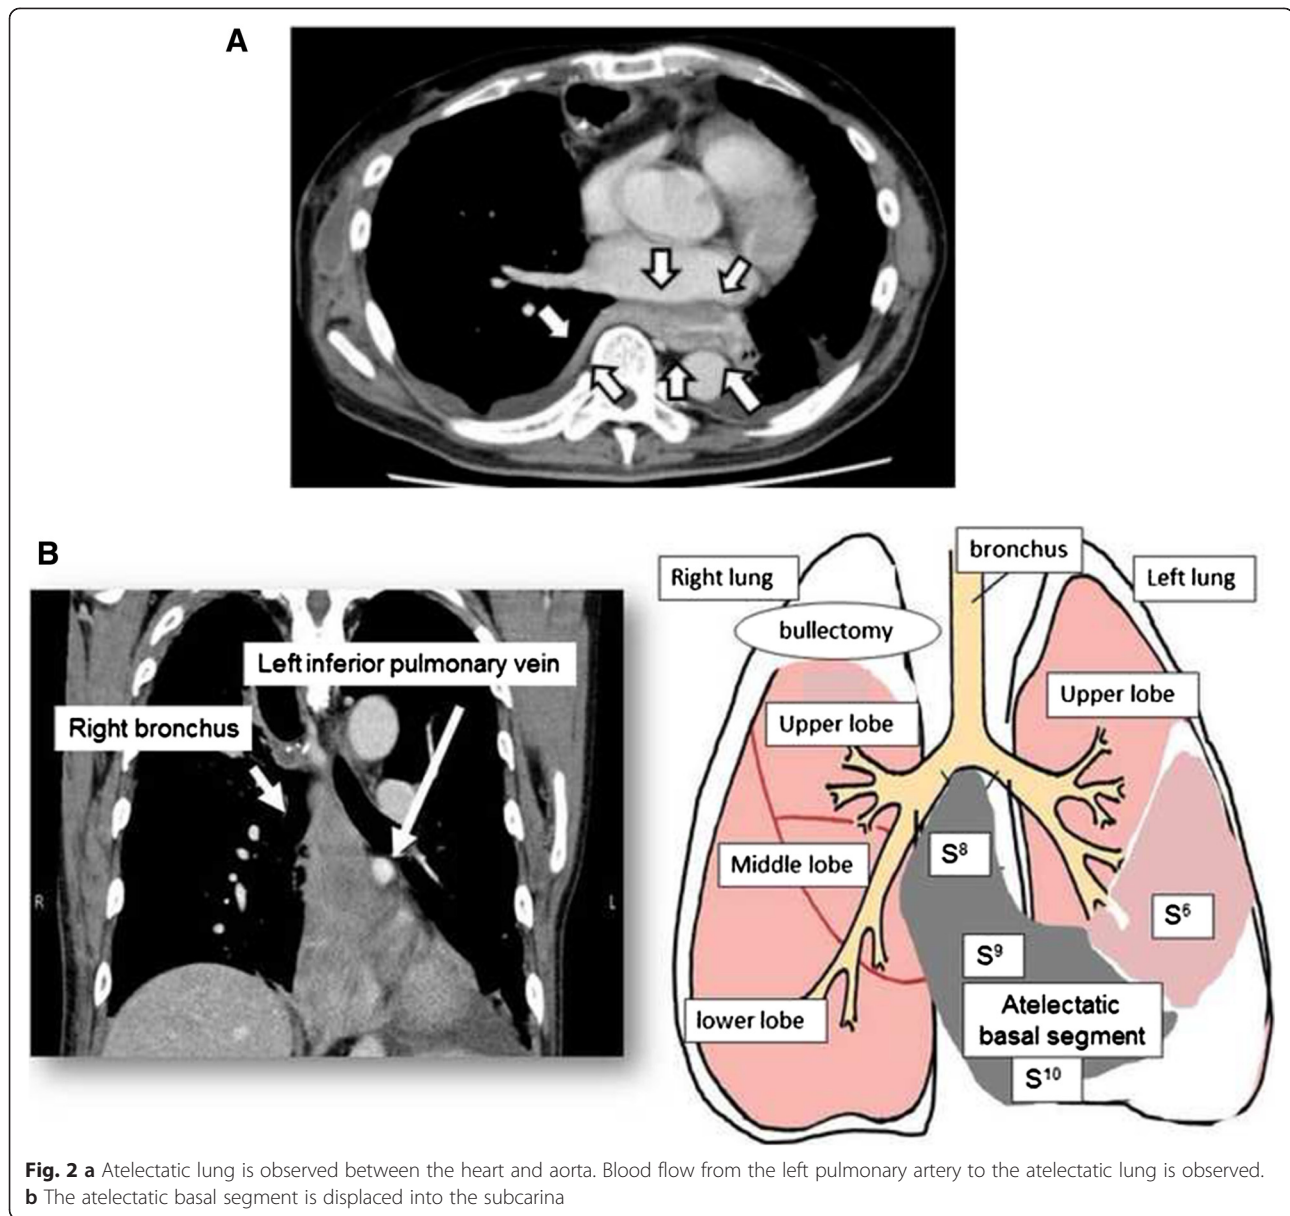 A
B
Left inferior pulmonary vein
Right bronchus
R
L
bronchus
Right lung
Left lung
bullectomy
Upper lobe
Upper lobe
Middle lobe
S⁸
S⁶
S⁹
Atelectatic
basal segment
lower lobe
S¹⁰
Fig. 2 a Atelectatic lung is observed between the heart and aorta. Blood flow from the left pulmonary artery to the atelectatic lung is observed.
b The atelectatic basal segment is displaced into the subcarina